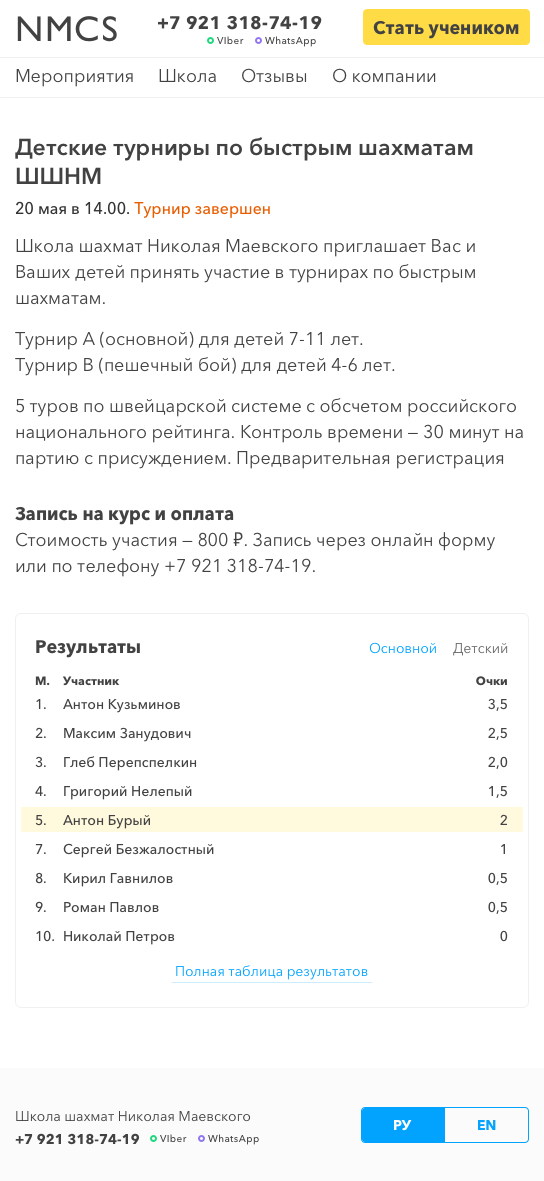 NMCS
+7 921 318-74-19
VIber WhatsApp
Стать учеником
Мероприятия Школа Отзывы О компании
Детские турниры по быстрым шахматам
ШШНМ
20 мая в 14.00. Турнир завершен
Школа шахмат Николая Маевского приглашает Вас и
Ваших детей принять участие в турнирах по быстрым
шахматам.
Турнир А (основной) для детей 7-11 лет.
Турнир В (пешечный бой) для детей 4-6 лет.
5 туров по швейцарской системе с обсчетом российского
национального рейтинга. Контроль времени — 30 минут на
партию с присуждением. Предварительная регистрация
Запись на курс и оплата
Стоимость участия — 800 ₽. Запись через онлайн форму
или по телефону +7 921 318-74-19.
Результаты Основной Детский
М. Участник Очки
1. Антон Кузьминов 3,5
2. Максим Занудович 2,5
3. Глеб Перепспелкин 2,0
4. Григорий Нелепый 1,5
5. Антон Бурый 2
7. Сергей Безжалостный 1
8. Кирил Гавнилов 0,5
9. Роман Павлов 0,5
10. Николай Петров 0
Полная таблица результатов
Школа шахмат Николая Маевского
+7 921 318-74-19 VIber WhatsApp
РУ EN